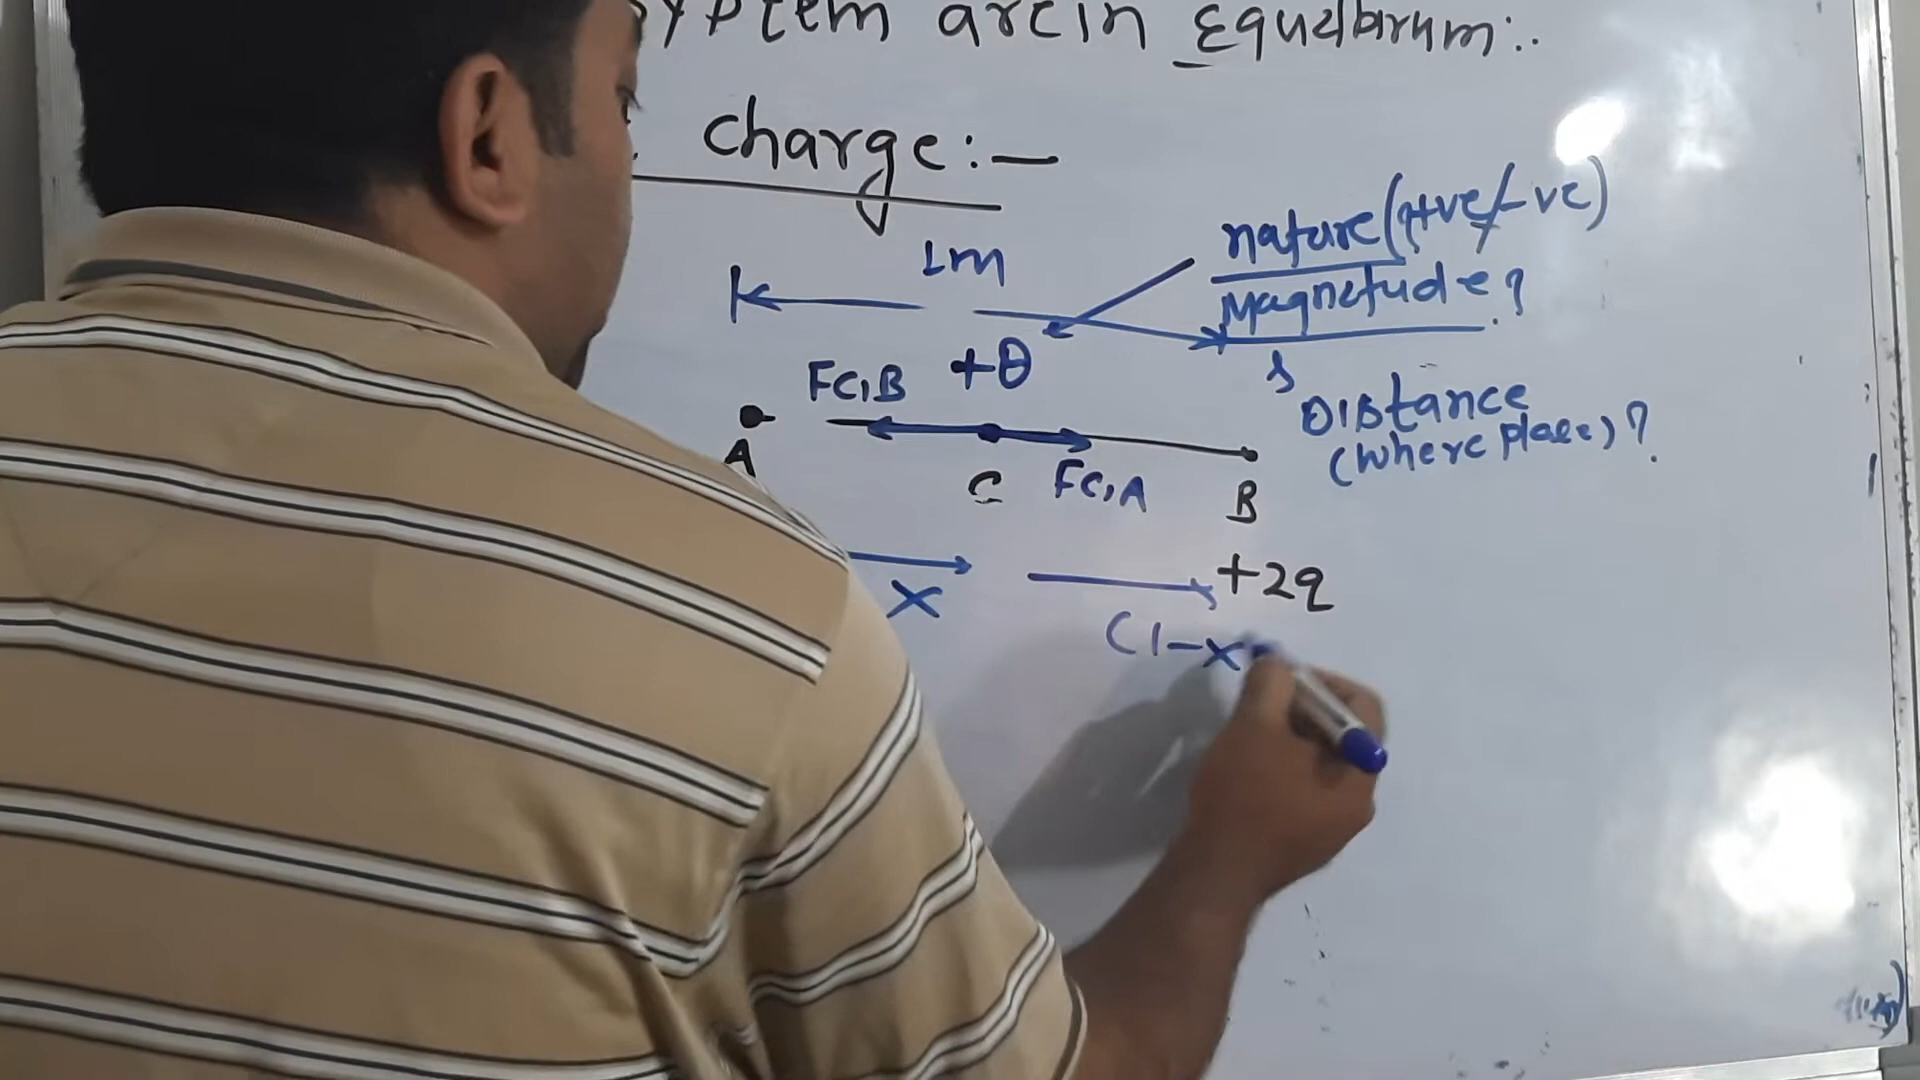 system are in Equilibrium:.
charge:—
1m
nature (+ve/-ve)
Magnetude?
+Q
FC,B
Distance
(where place)?
A
C
FC,A
B
x
+2q
(1-x